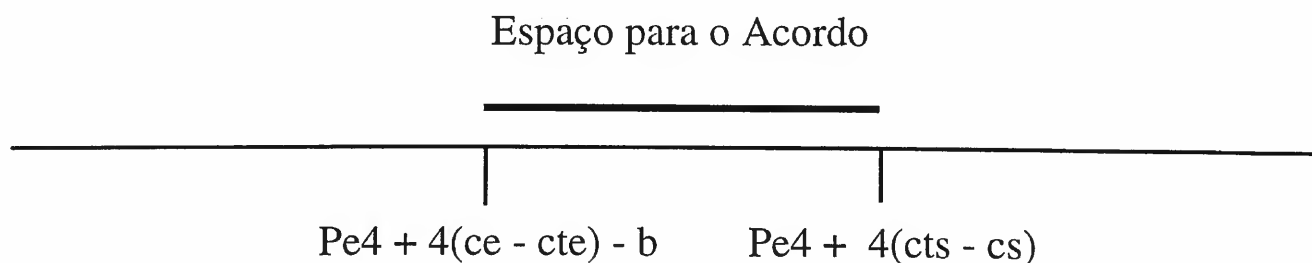 Espaço para o Acordo
Pe4 + 4(ce - cte) - b Pe4 + 4(cts - cs)